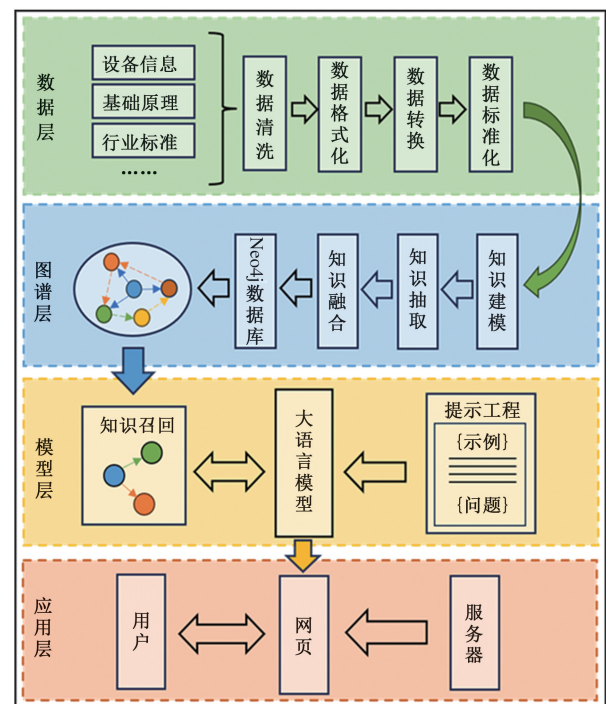 数据层
设备信息
基础原理
行业标准
……
数据清洗
数据格式化
数据转换
数据标准化
图谱层
Neo4j数据库
知识融合
知识抽取
知识建模
模型层
知识召回
大语言模型
提示工程
{示例}
{问题}
应用层
用户
网页
服务器